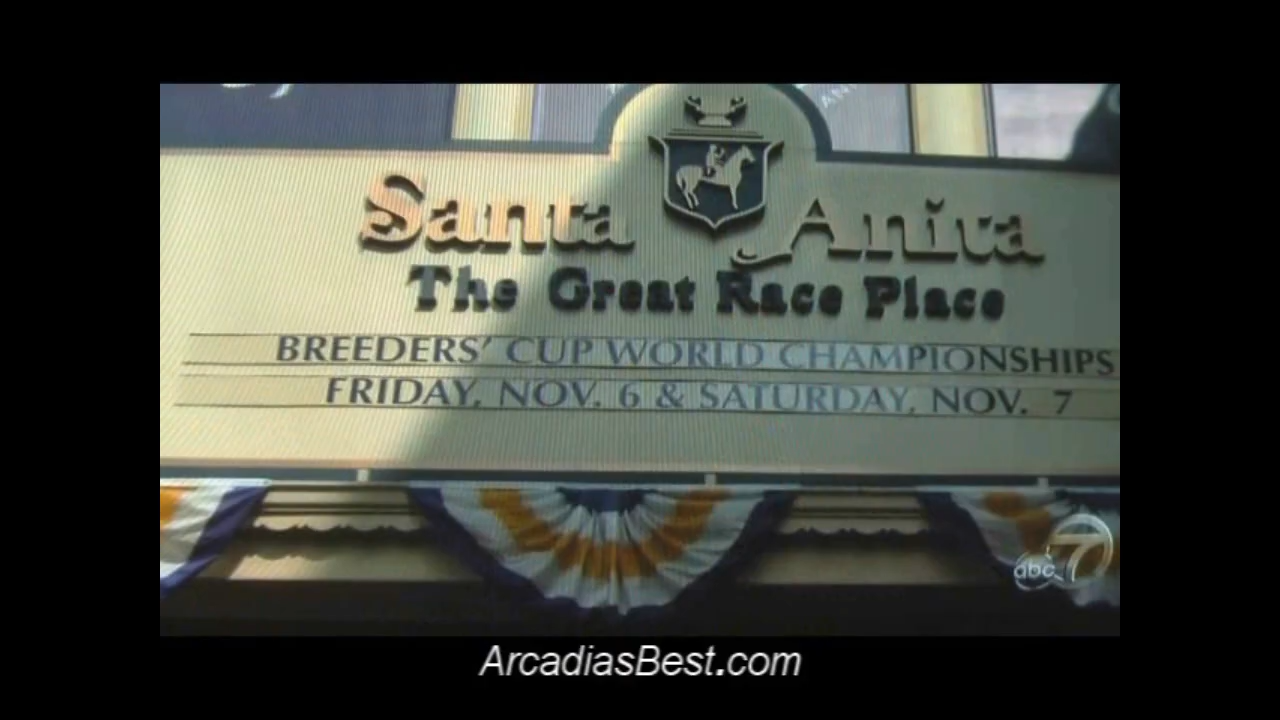 Santa Anita
The Great Race Place
BREEDERS' CUP WORLD CHAMPIONSHIPS
FRIDAY, NOV. 6 & SATURDAY, NOV. 7
abc 7
ArcadiasBest.com